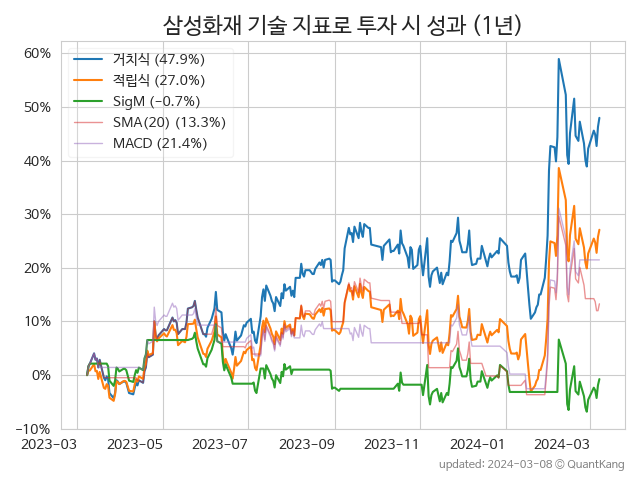 삼성화재 기술 지표로 투자 시 성과 (1년)
거치식 (47.9%)
적립식 (27.0%)
SigM (−0.7%)
SMA(20) (13.3%)
MACD (21.4%)
60%
50%
40%
30%
20%
10%
0%
−10%
2023−03
2023−05
2023−07
2023−09
2023−11
2024−01
2024−03
updated: 2024−03−08 © QuantKang